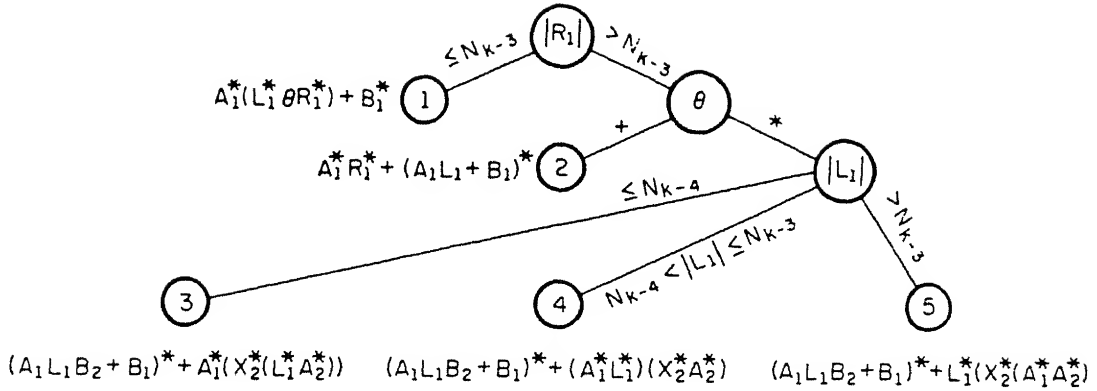 |R₁|
≤ Nₖ₋₃
> Nₖ₋₃
A₁*(L₁* θR₁*) + B₁*
1
θ
+
*
A₁* R₁* + (A₁L₁ + B₁)*
2
|L₁|
≤ Nₖ₋₄
Nₖ₋₄ < |L₁| ≤ Nₖ₋₃
> Nₖ₋₃
3
4
5
(A₁L₁B₂ + B₁)* + A₁*(X₂*(L₁*A₂*))
(A₁L₁B₂ + B₁)* + (A₁*L₁*)(X₂*A₂*)
(A₁L₁B₂ + B₁)* + L₁*(X₂*(A₁*A₂*)